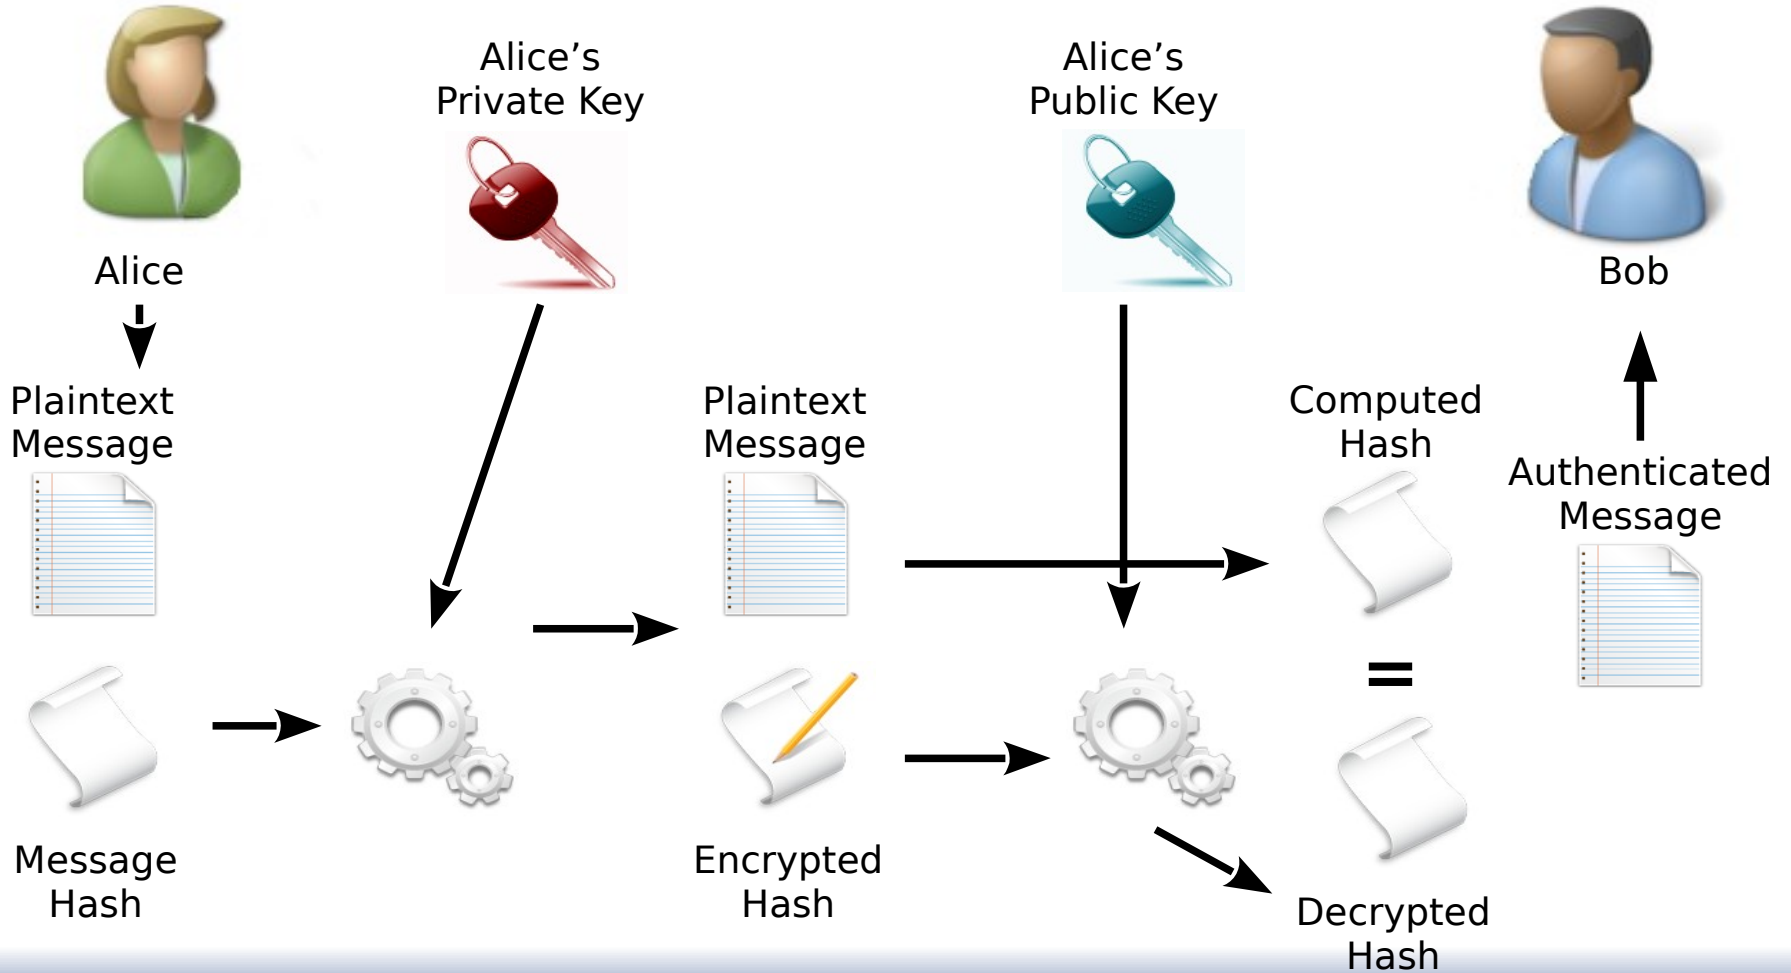 Alice's
Private Key
Alice's
Public Key
Alice
Bob
Plaintext
Message
Plaintext
Message
Computed
Hash
Authenticated
Message
=
Message
Hash
Encrypted
Hash
Decrypted
Hash